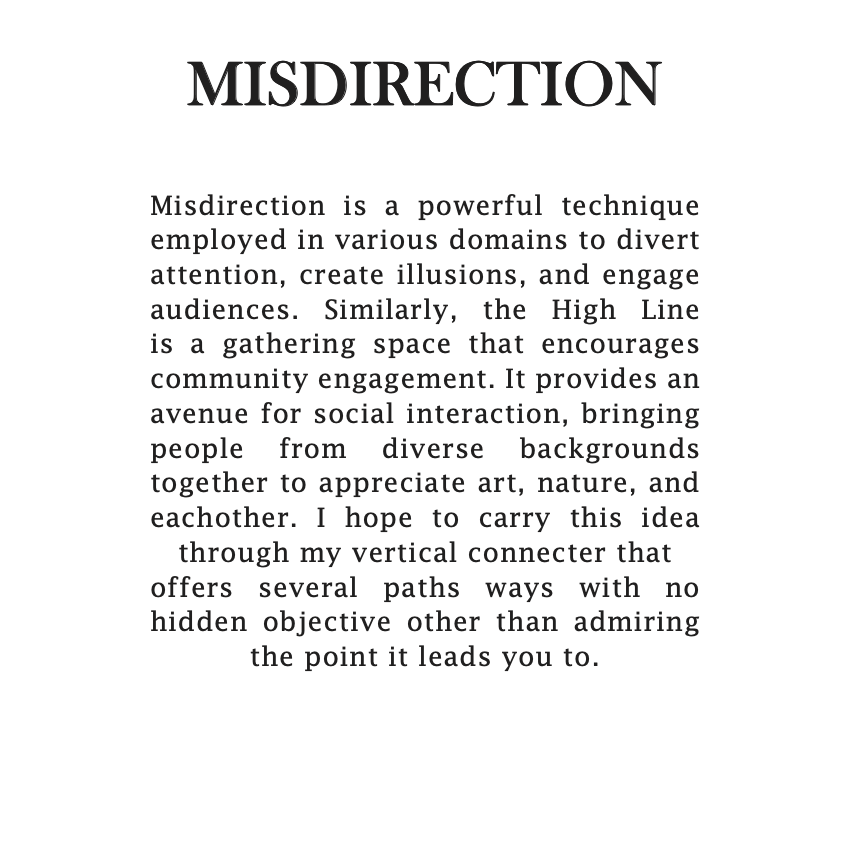 MISDIRECTION
Misdirection is a powerful technique
employed in various domains to divert
attention, create illusions, and engage
audiences. Similarly, the High Line
is a gathering space that encourages
community engagement. It provides an
avenue for social interaction, bringing
people from diverse backgrounds
together to appreciate art, nature, and
eachother. I hope to carry this idea
through my vertical connecter that
offers several paths ways with no
hidden objective other than admiring
the point it leads you to.